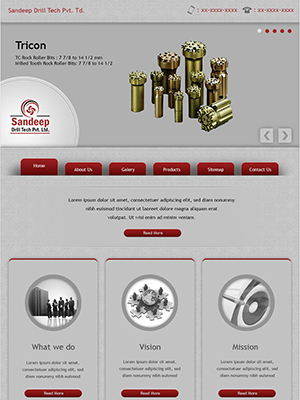 Sandeep Drill Tech Pvt. Td.
: XX-XXXX-XXXX
: XX-XXXX-XXXX
Tricon
TC Rock Roller Bits : 7 7/8 to 14 1/2 mm
Milled Tooth Rock Roller Bits: 7 7/8 to 14 1/2
Sandeep
Drill Tech Pvt. Ltd.
Home
About Us
Galery
Products
Sitemap
Contact Us
Lorem ipsum dolor sit amet, consectetuer adipiscing elit, sed diam nonummy
nibh euismod tincidunt ut laoreet dolore magna aliquam erat
volutpat. Ut wisi enim ad minim veniam.
Read More
What we do
Vision
Mission
Lorem ipsum dolor sit amet,
consectetuer adipiscing
elit, sed diam nonummy nibh
Lorem ipsum dolor sit amet,
consectetuer adipiscing
elit, sed diam nonummy nibh
Lorem ipsum dolor sit amet,
consectetuer adipiscing
elit, sed diam nonummy nibh
Read More
Read More
Read More